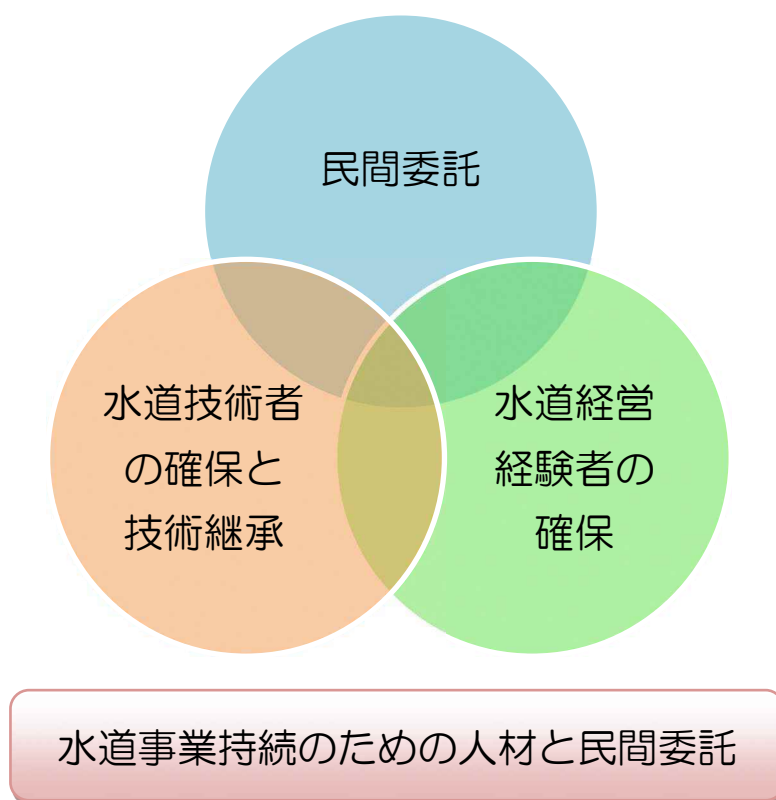 民間委託
水道技術者
の確保と
技術継承
水道経営
経験者の
確保
水道事業持続のための人材と民間委託